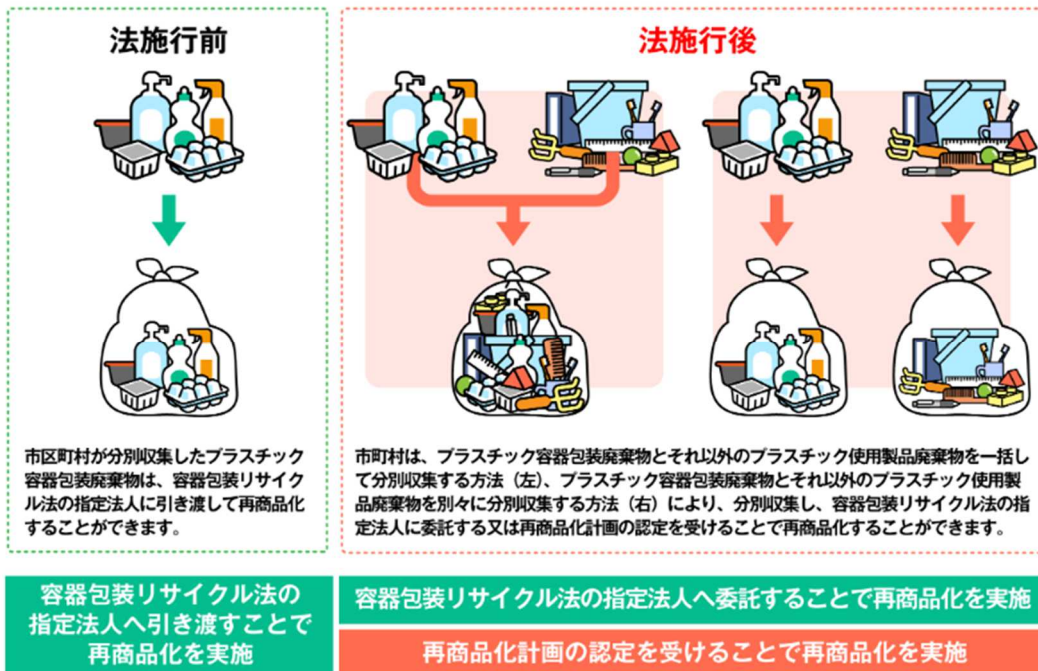 法施行前
市区町村が分別収集したプラスチック
容器包装廃棄物は、容器包装リサイク
ル法の指定法人に引き渡して再商品化
することができます。
法施行後
市町村は、プラスチック容器包装廃棄物とそれ以外のプラスチック使用製品廃棄物を一括し
て分別収集する方法（左）、プラスチック容器包装廃棄物とそれ以外のプラスチック使用製
品廃棄物を別々に分別収集する方法（右）により、分別収集し、容器包装リサイクル法の指
定法人に委託する又は再商品化計画の認定を受けることで再商品化することができます。
容器包装リサイクル法の
指定法人へ引き渡すことで
再商品化を実施
容器包装リサイクル法の指定法人へ委託することで再商品化を実施
再商品化計画の認定を受けることで再商品化を実施